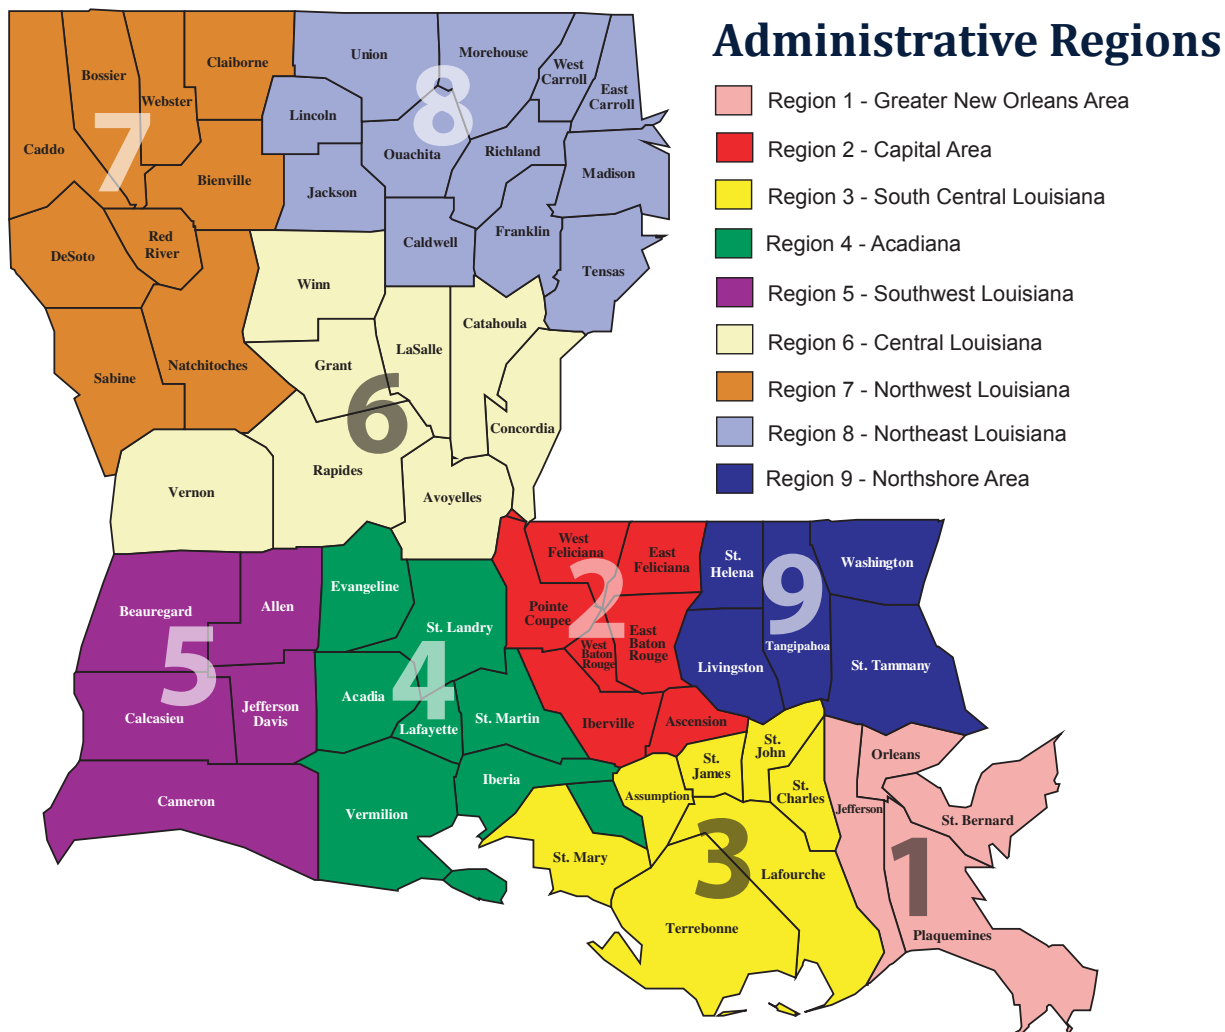 Administrative Regions
Region 1 - Greater New Orleans Area
Region 2 - Capital Area
Region 3 - South Central Louisiana
Region 4 - Acadiana
Region 5 - Southwest Louisiana
Region 6 - Central Louisiana
Region 7 - Northwest Louisiana
Region 8 - Northeast Louisiana
Region 9 - Northshore Area
7
Caddo
Bossier
Webster
Claiborne
Bienville
DeSoto
Red
River
Sabine
Natchitoches
8
Union
Morehouse
West
Carroll
East
Carroll
Lincoln
Ouachita
Richland
Madison
Jackson
Caldwell
Franklin
Tensas
6
Winn
Grant
LaSalle
Catahoula
Concordia
Rapides
Vernon
Avoyelles
5
Beauregard
Allen
Calcasieu
Jefferson
Davis
Cameron
4
Evangeline
St. Landry
Acadia
Lafayette
St. Martin
Iberia
Vermilion
2
West
Feliciana
East
Feliciana
Pointe
Coupee
West
Baton
Rouge
East
Baton
Rouge
Iberville
Ascension
9
St.
Helena
Tangipahoa
Washington
Livingston
St. Tammany
3
St.
James
St.
John
St.
Charles
Assumption
St. Mary
Lafourche
Terrebonne
1
Orleans
Jefferson
St. Bernard
Plaquemines